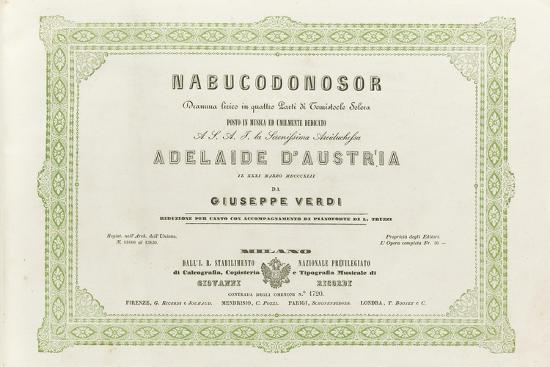 NABUCODONOSOR
Dramma lirico in quattro Parti di Temistocle Solera
POSTO IN MUSICA ED UMILMENTE DEDICATO
A S. A. I. la Serenissima Arciduchessa
ADELAIDE D'AUSTRIA
IL XXXI MARZO MDCCCXLII
DA
GIUSEPPE VERDI
RIDUZIONE PER CANTO CON ACCOMPAGNAMENTO DI PIANOFORTE DI L. TRUZZI
Regist. nell'Arch. dell'Unione. Proprietà degli Editori.
N. al L'Opera completa Fr.
MILANO
DALL'I. R. STABILIMENTO NAZIONALE PRIVILEGIATO
di Calcografia, Copisteria e Tipografia Musicale di
GIOVANNI RICORDI
CONTRADA DEGLI OMENONI N.º 1720.
FIRENZE, G. RICORDI E JOUHAUD. MENDRISIO, C. POZZI. PARIGI, SCHONENBERGER. LONDRA, T. BOOSEY E C.